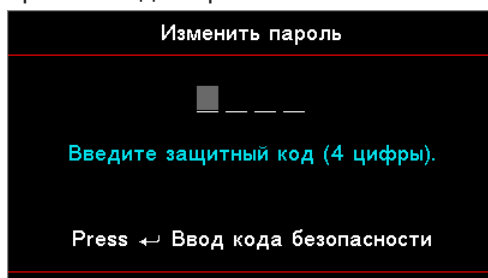 Изменить пароль
_ _ _ _
Введите защитный код (4 цифры).
Press ↵ Ввод кода безопасности